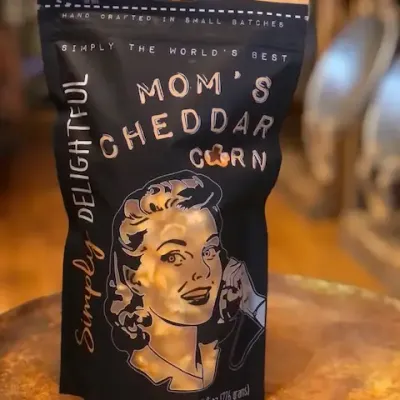 HAND CRAFTED IN SMALL BATCHES
SIMPLY THE WORLD'S BEST
MOM'S
CHEDDAR
CORN
Simply DELIGHTFUL